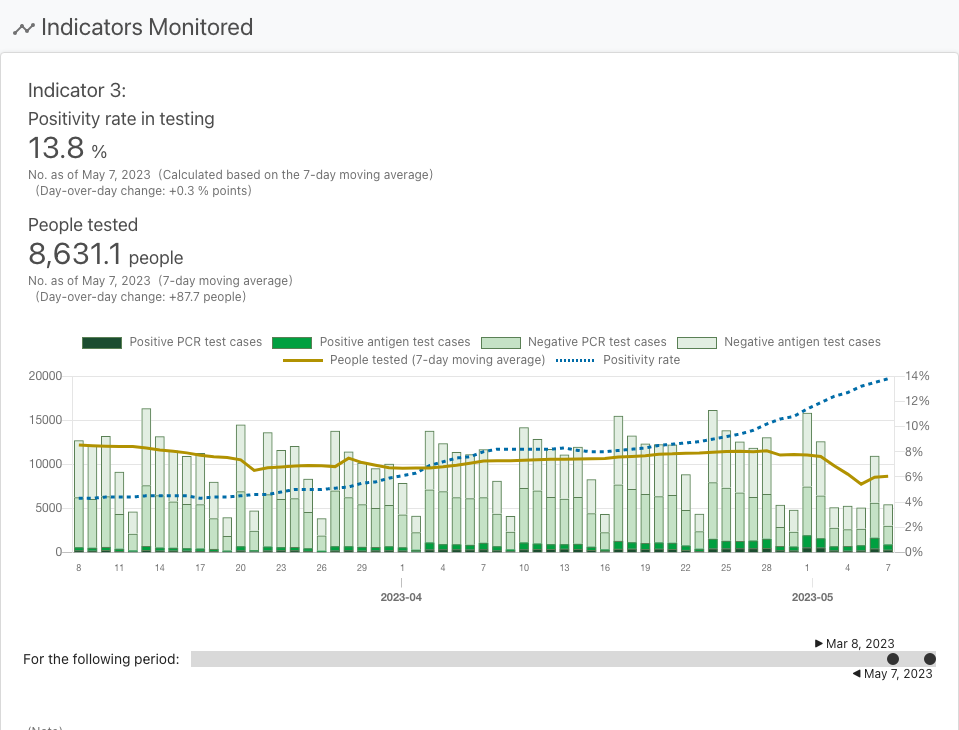 Indicators Monitored
Indicator 3:
Positivity rate in testing
13.8 %
No. as of May 7, 2023 (Calculated based on the 7-day moving average)
(Day-over-day change: +0.3 % points)
People tested
8,631.1 people
No. as of May 7, 2023 (7-day moving average)
(Day-over-day change: +87.7 people)
Positive PCR test cases Positive antigen test cases Negative PCR test cases Negative antigen test cases
People tested (7-day moving average) Positivity rate
20000 14%
12%
15000
10%
10000 8%
6%
5000 4%
2%
0 0%
8 11 14 17 20 23 26 29 1 4 7 10 13 16 19 22 25 28 1 4 7
2023-04 2023-05
▶ Mar 8, 2023
For the following period:
◀ May 7, 2023